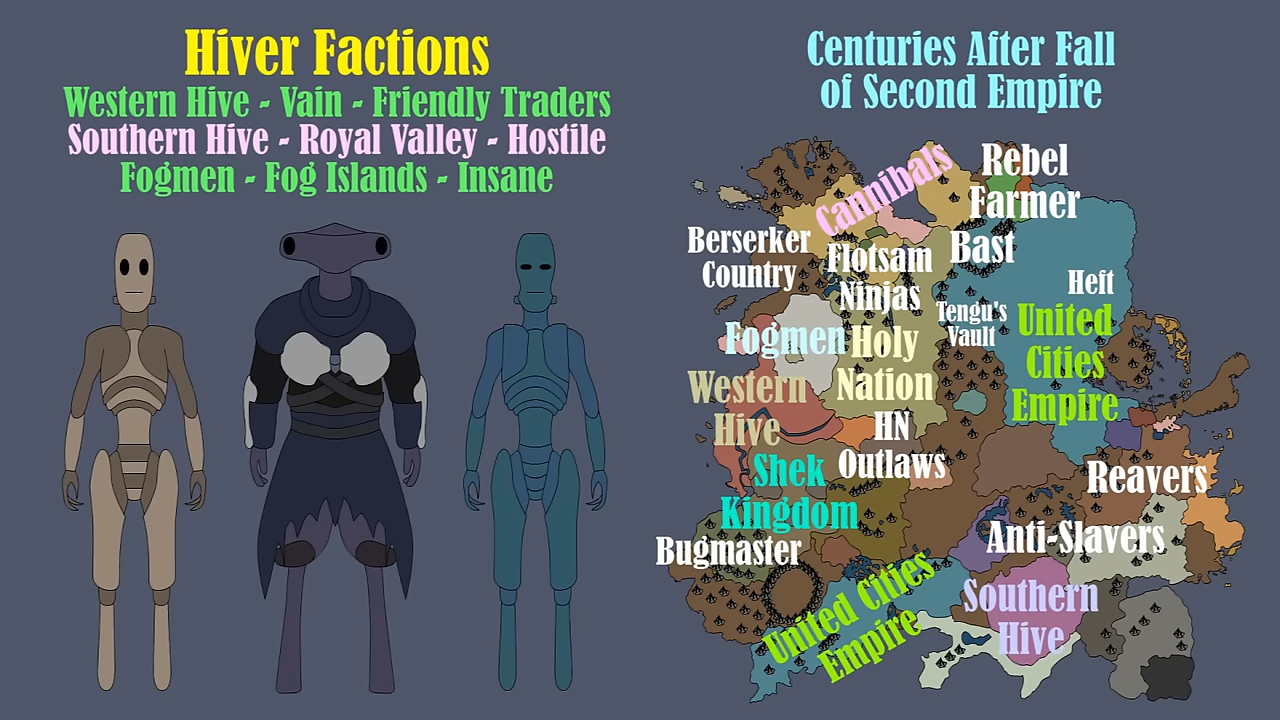 Hiver Factions
Western Hive - Vain - Friendly Traders
Southern Hive - Royal Valley - Hostile
Fogmen - Fog Islands - Insane
Centuries After Fall
of Second Empire
Cannibals
Rebel
Farmer
Berserker
Country
Flotsam
Ninjas
Bast
Heft
Tengu's
Vault
United
Cities
Empire
Fogmen
Holy
Nation
Western
Hive
HN
Outlaws
Shek
Kingdom
Reavers
Bugmaster
Anti-Slavers
United Cities
Empire
Southern
Hive